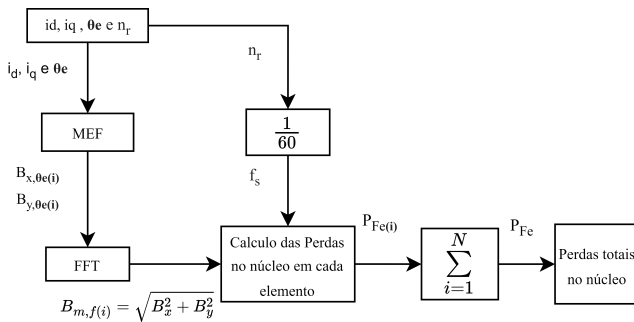 id, iq , θe e n_r
i_d, i_q e θe
n_r
MEF
1/60
B_x,θe(i)
B_y,θe(i)
f_s
FFT
Calculo das Perdas
no núcleo em cada
elemento
P_Fe(i)
∑_{i=1}^{N}
P_Fe
Perdas totais
no núcleo
B_{m,f(i)} = √(B_x^2 + B_y^2)